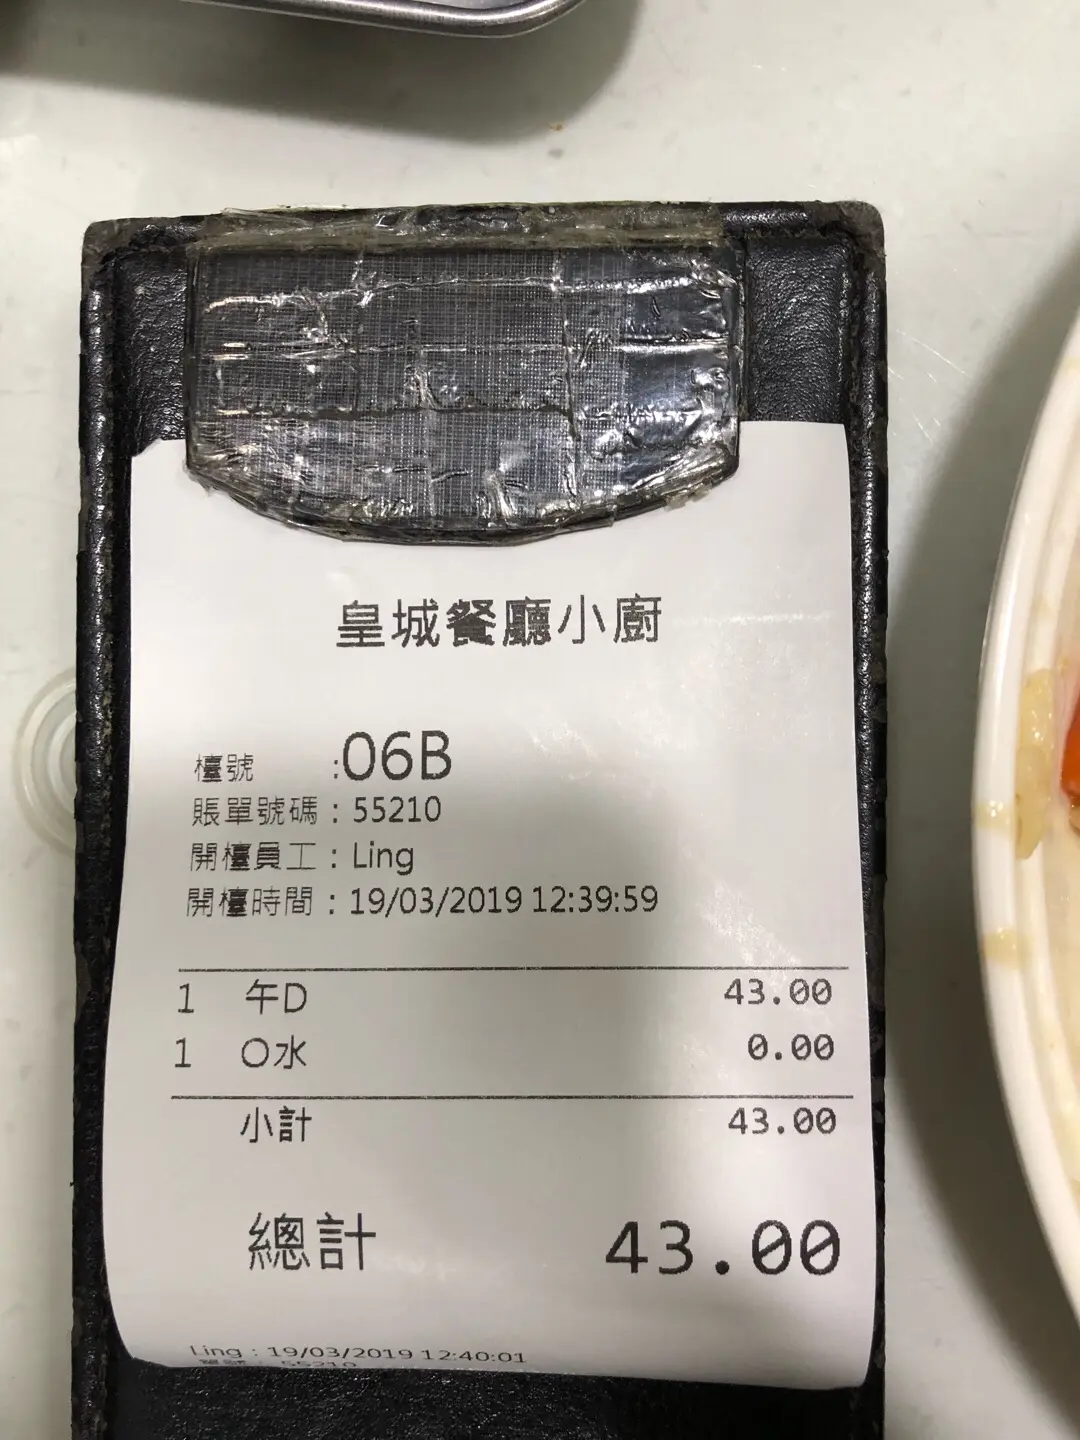 皇城餐廳小廚
檯號 :06B
賬單號碼 : 55210
開檯員工 : Ling
開檯時間 : 19/03/2019 12:39:59
1 午D 43.00
1 O水 0.00
小計 43.00
總計 43.00
Ling : 19/03/2019 12:40:01
55210